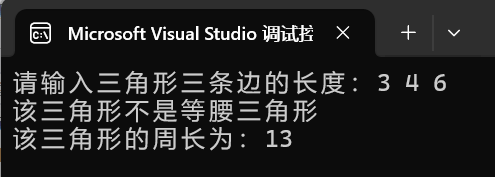 Microsoft Visual Studio 调试控
请输入三角形三条边的长度：3 4 6
该三角形不是等腰三角形
该三角形的周长为：13